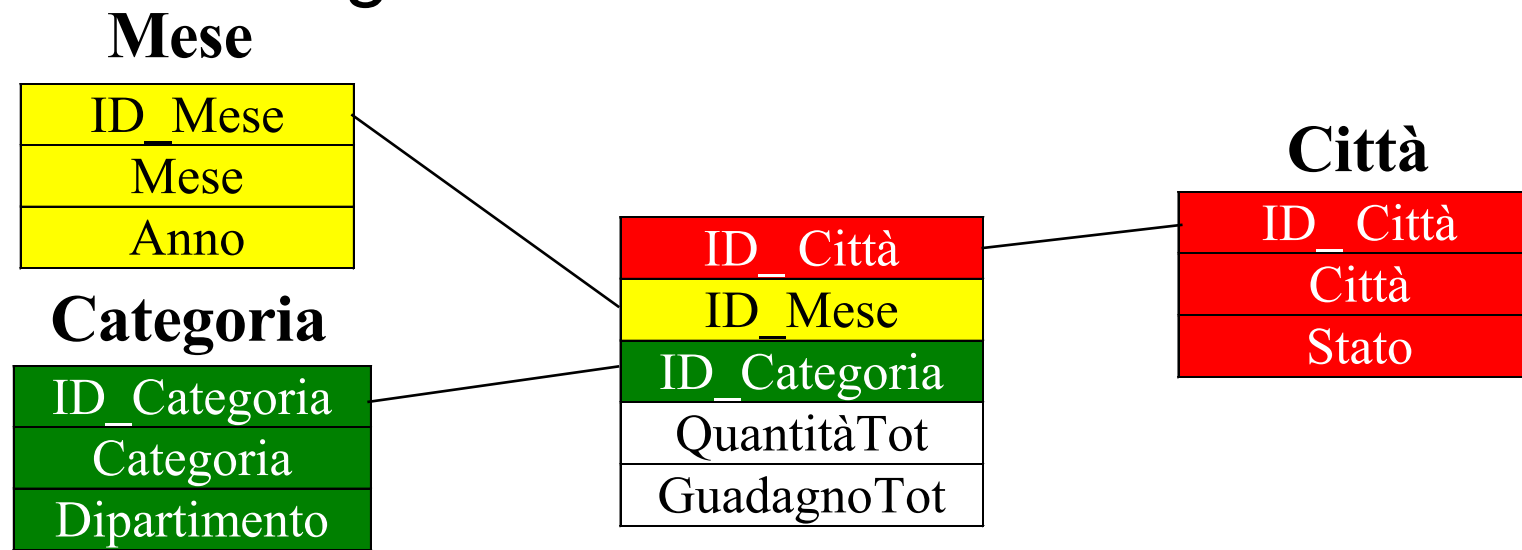 Mese
ID_Mese
Mese
Anno
Categoria
ID_Categoria
Categoria
Dipartimento
ID_ Città
ID_Mese
ID_Categoria
QuantitàTot
GuadagnoTot
Città
ID_ Città
Città
Stato